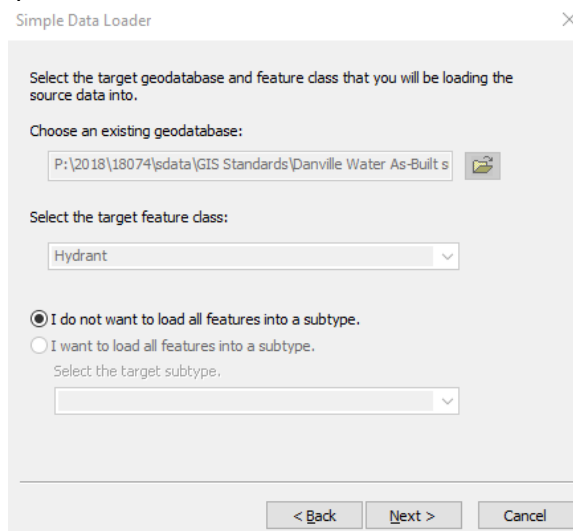 Simple Data Loader
Select the target geodatabase and feature class that you will be loading the
source data into.
Choose an existing geodatabase:
P:\2018\18074\sdata\GIS Standards\Danville Water As-Built s
Select the target feature class:
Hydrant
I do not want to load all features into a subtype.
I want to load all features into a subtype.
Select the target subtype.
< Back
Next >
Cancel